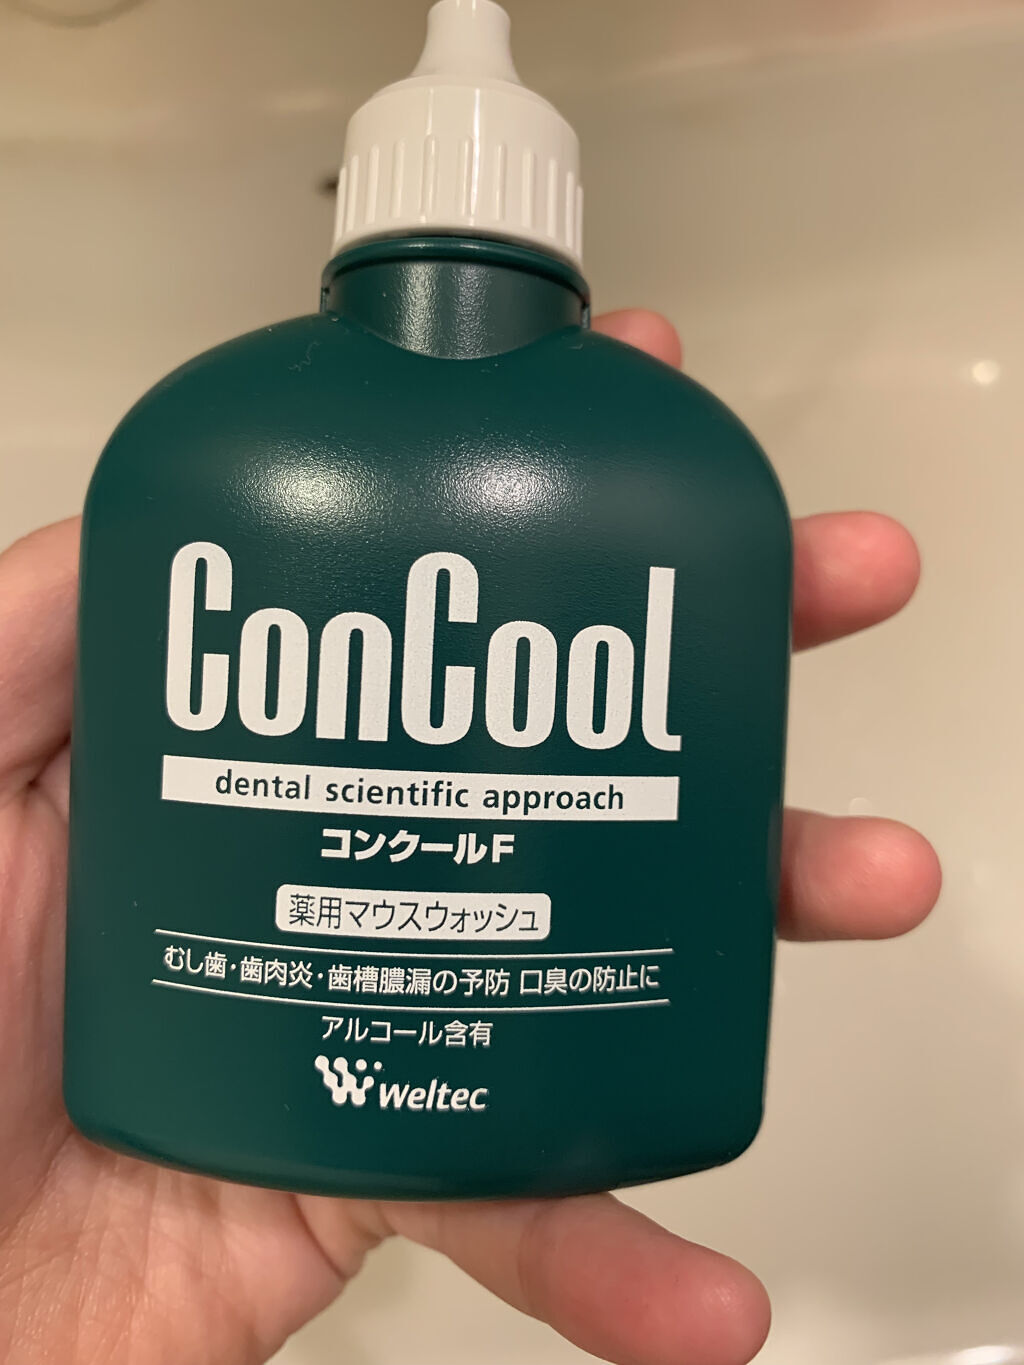 ConCool
dental scientific approach
コンクールF
薬用マウスウォッシュ
むし歯・歯肉炎・歯槽膿漏の予防 口臭の防止に
アルコール含有
weltec